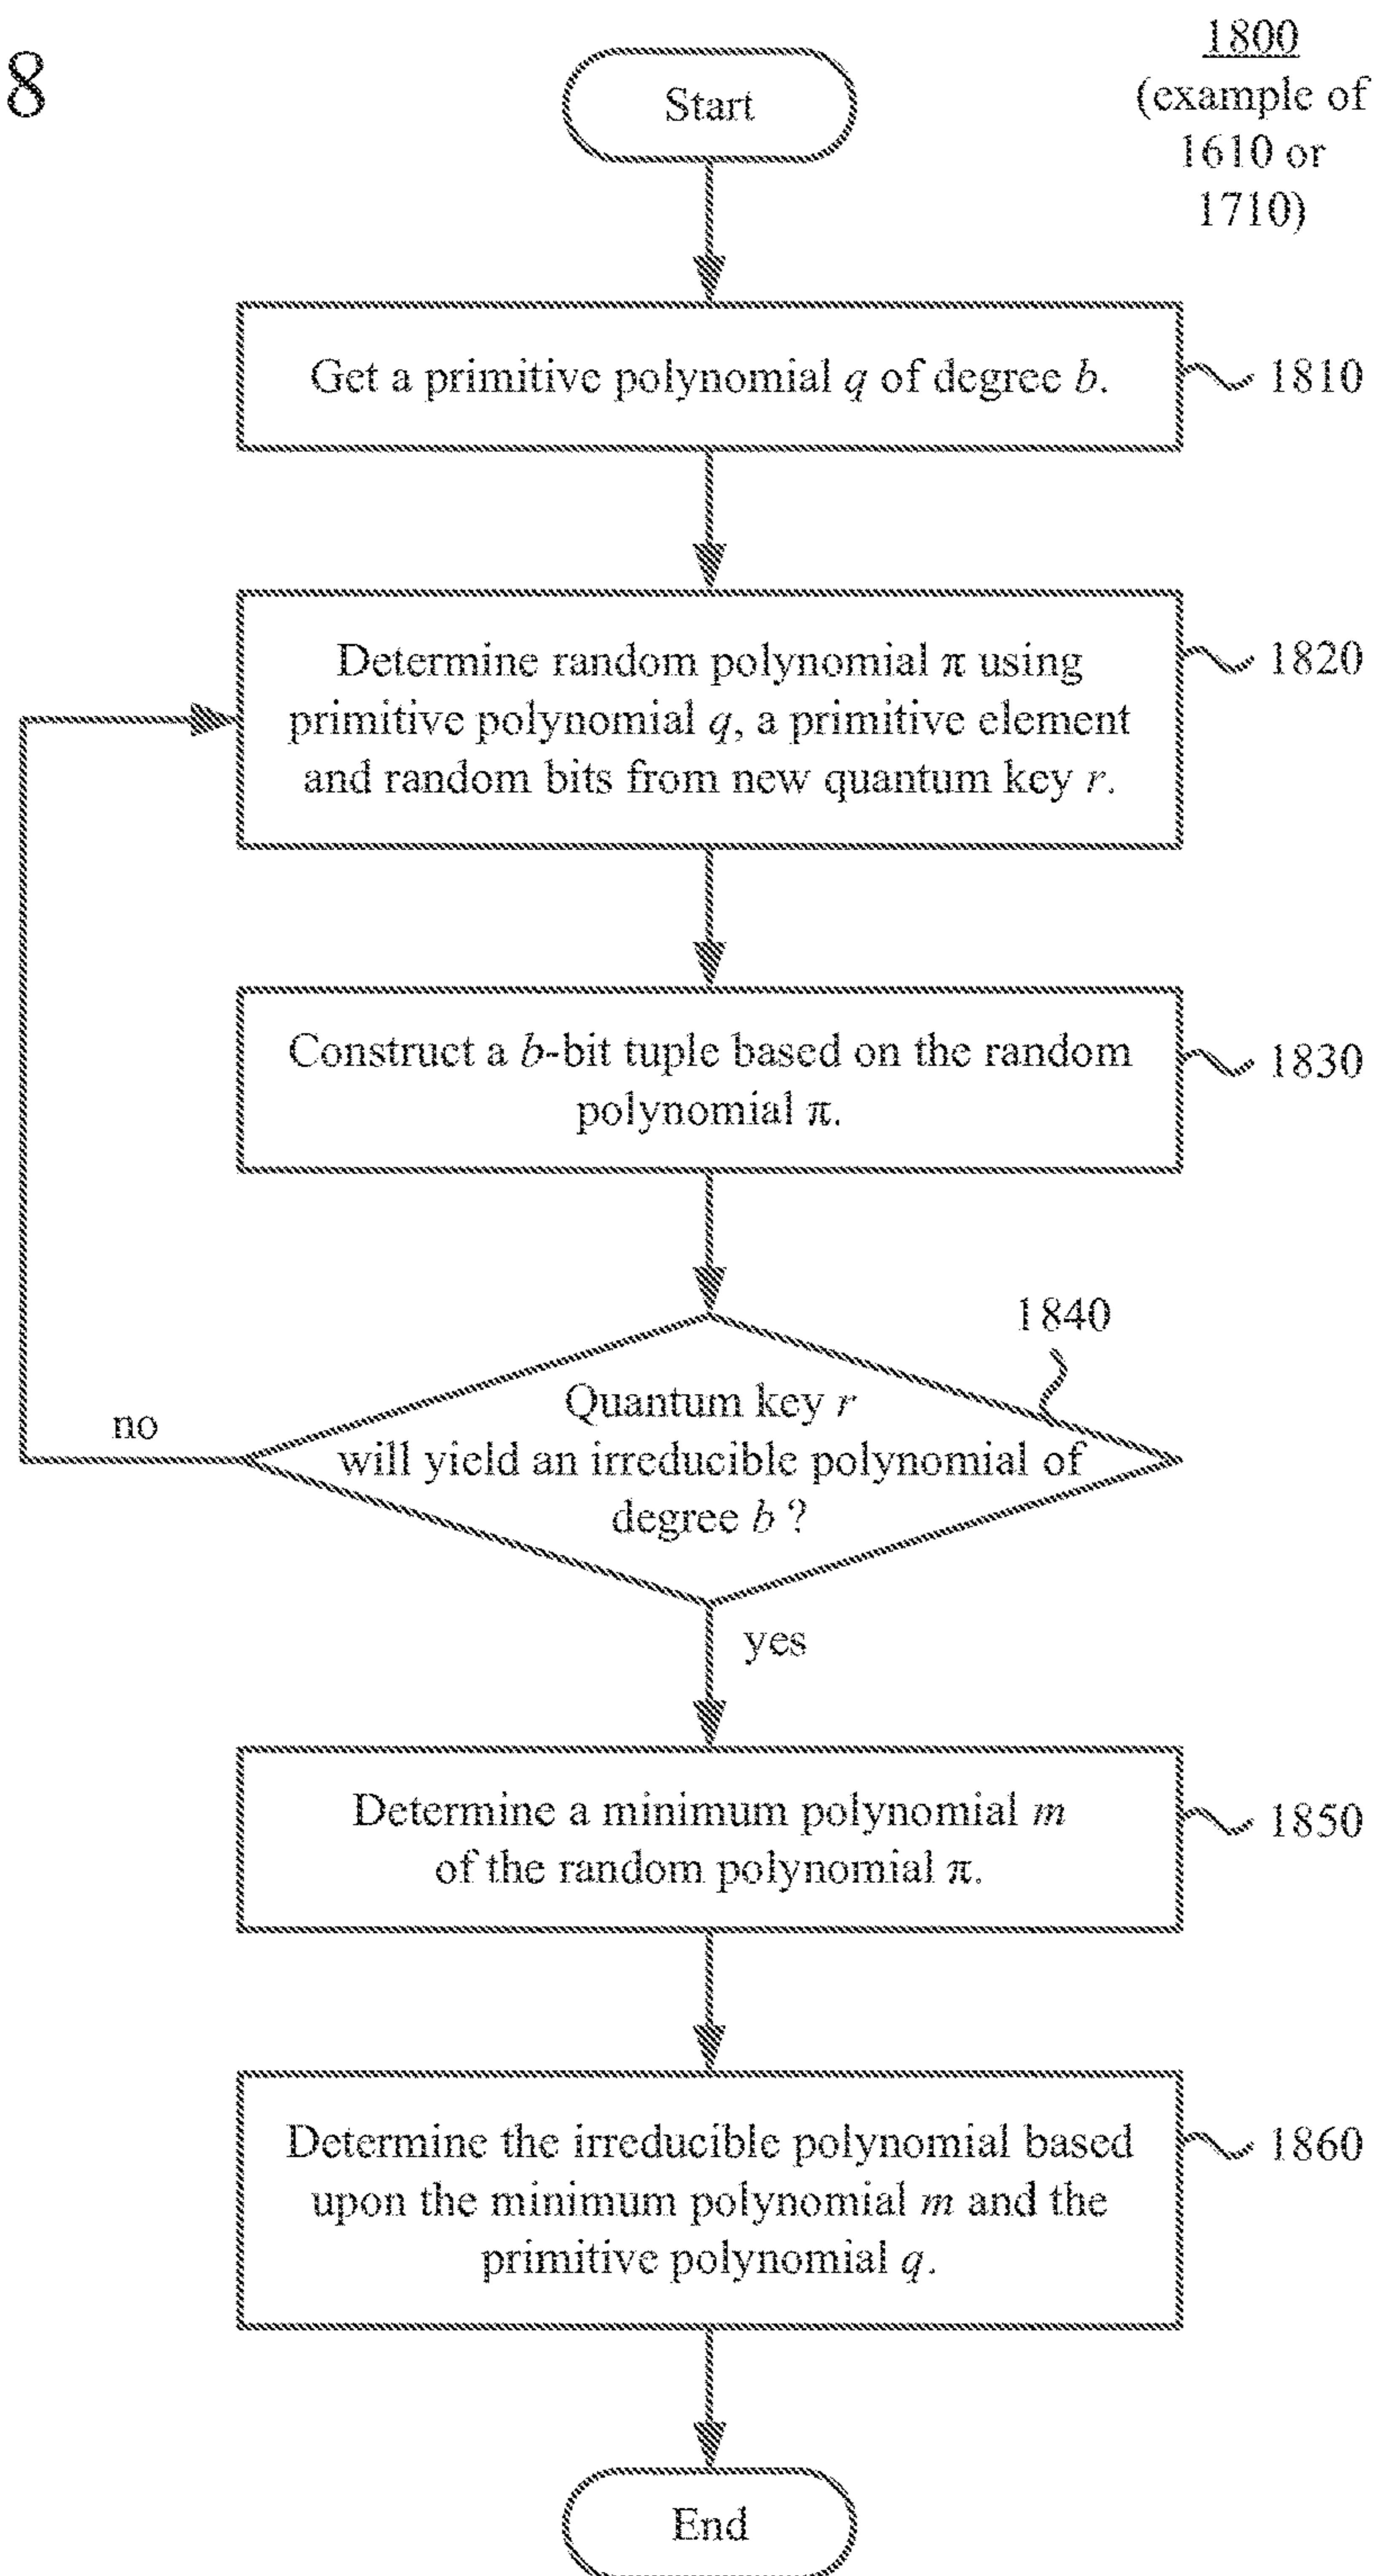 8
1800
(example of
1610 or
1710)
Start
Get a primitive polynomial q of degree b.
1810
Determine random polynomial π using
primitive polynomial q, a primitive element
and random bits from new quantum key r.
1820
Construct a b-bit tuple based on the random
polynomial π.
1830
1840
Quantum key r
will yield an irreducible polynomial of
degree b ?
no
yes
Determine a minimum polynomial m
of the random polynomial π.
1850
Determine the irreducible polynomial based
upon the minimum polynomial m and the
primitive polynomial q.
1860
End